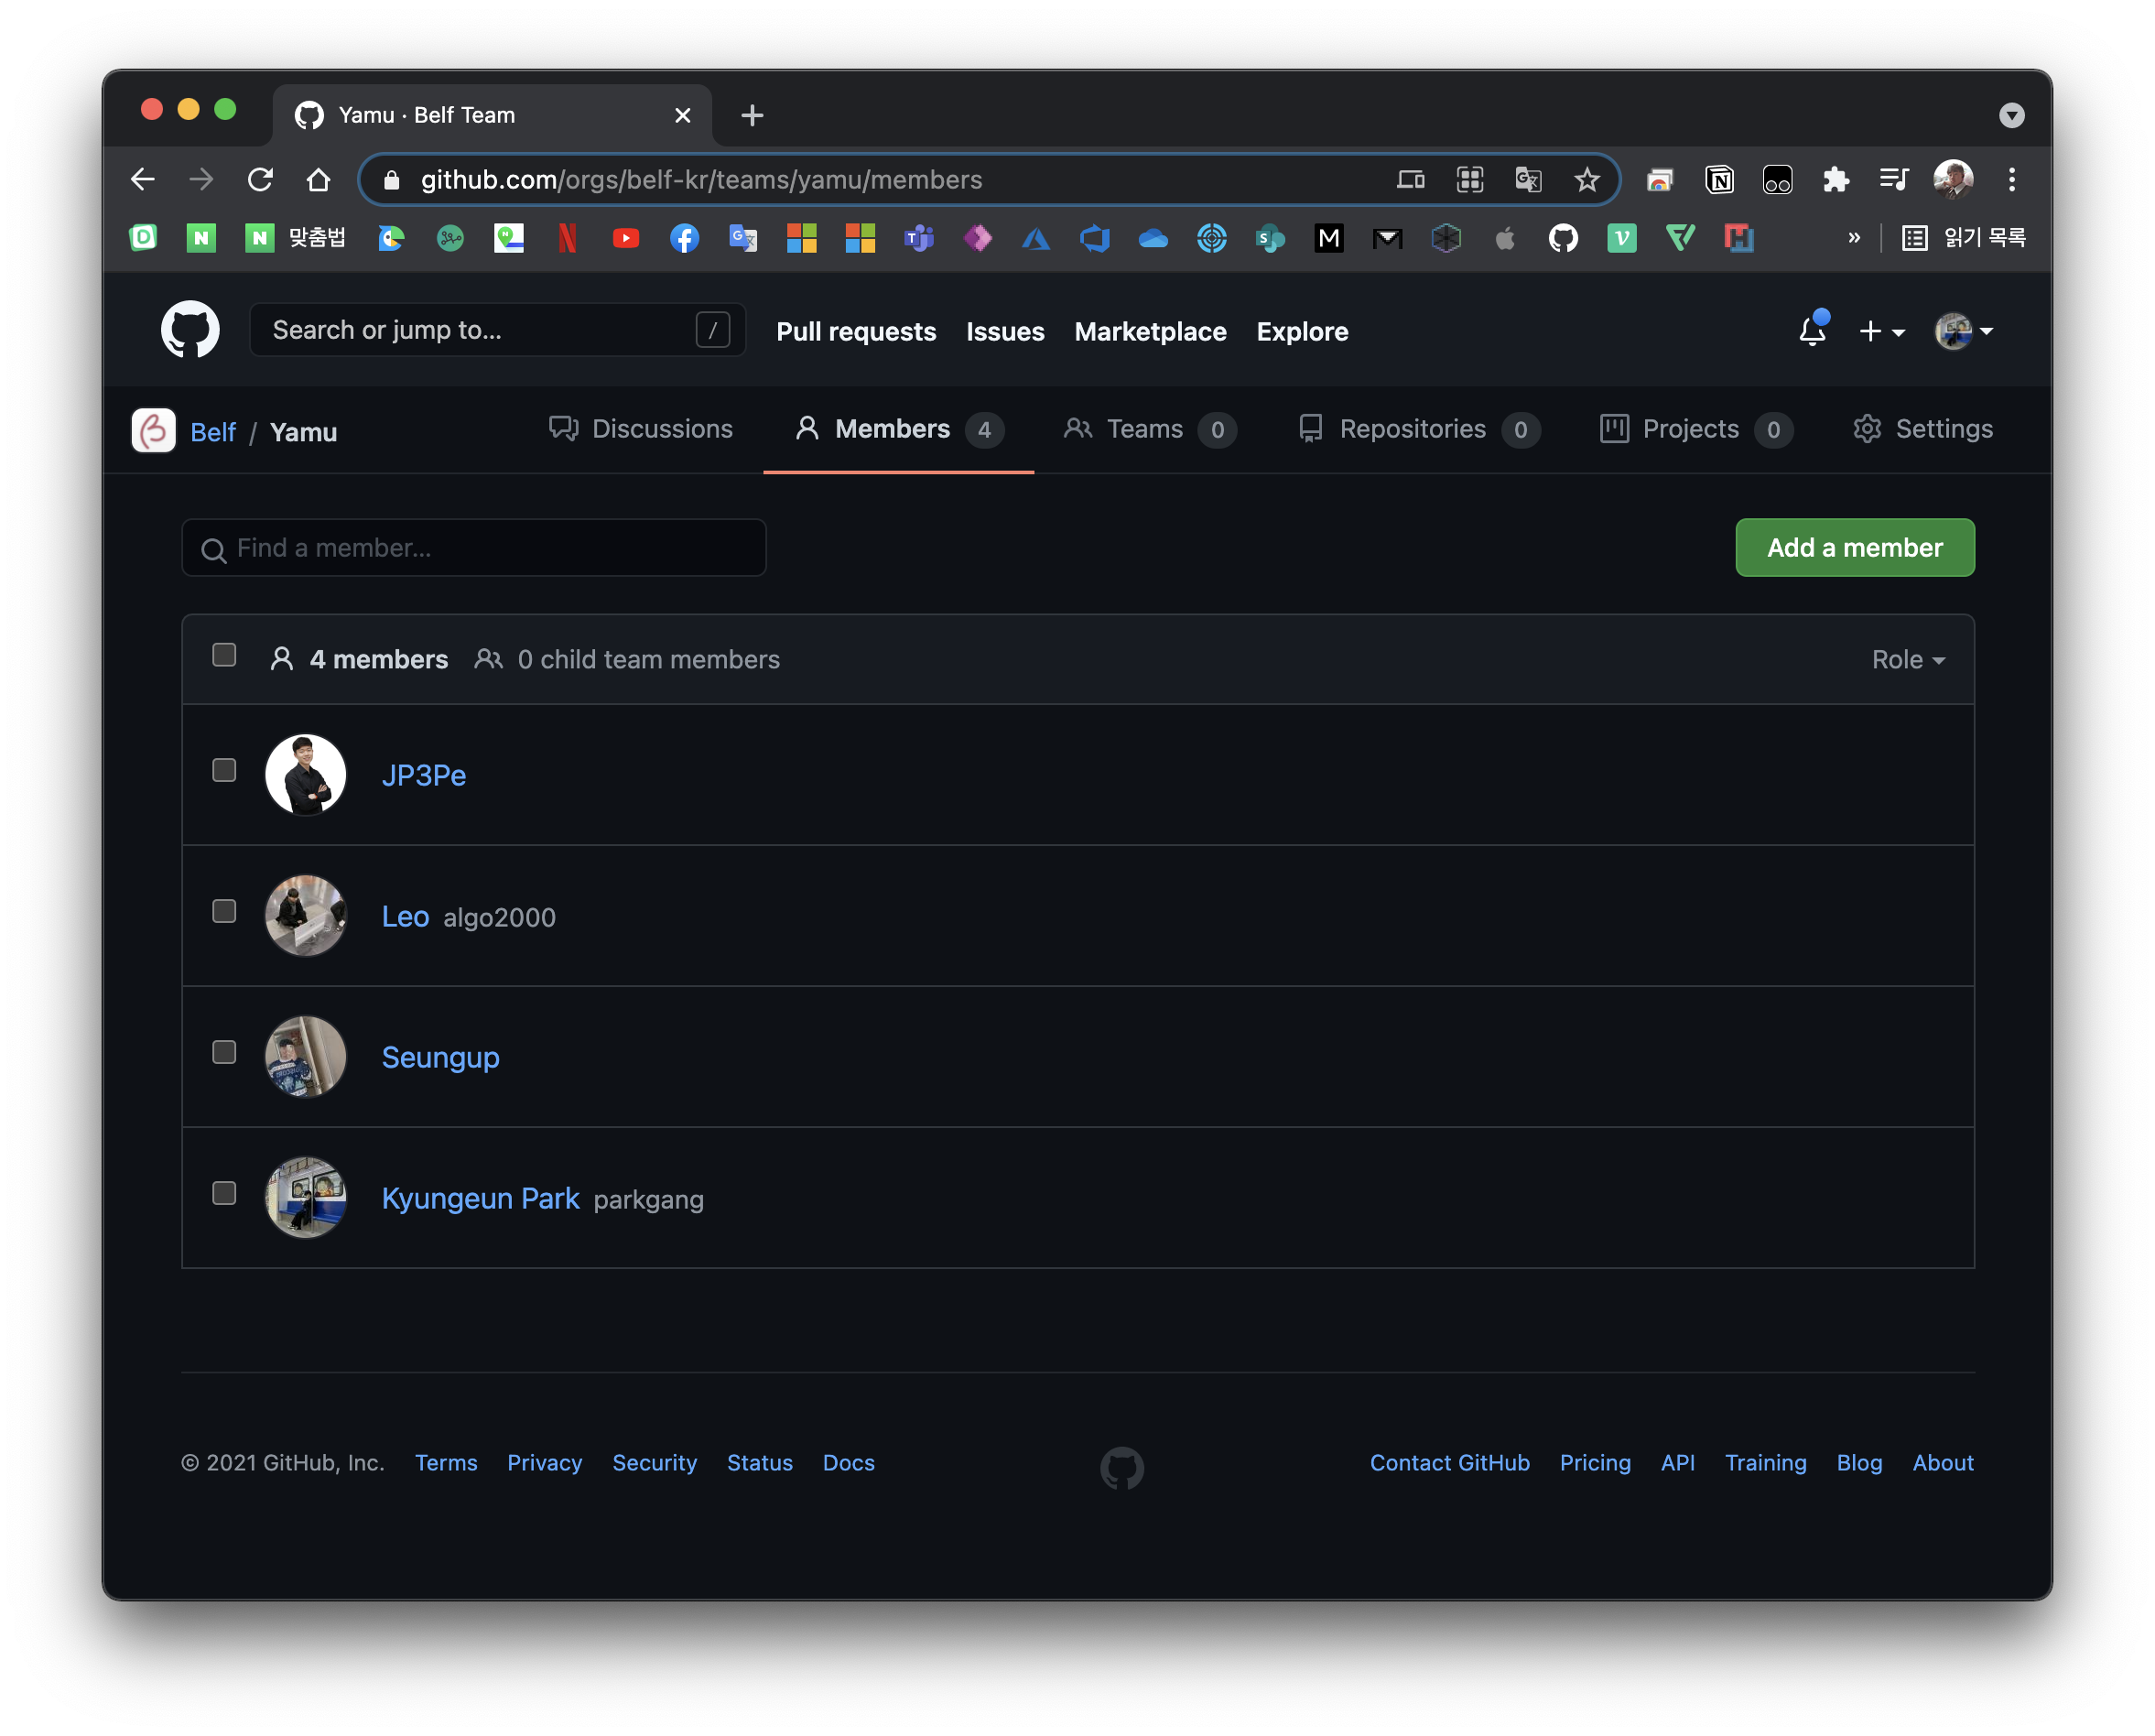 Yamu · Belf Team
github.com/orgs/belf-kr/teams/yamu/members
맞춤법
읽기 목록
Search or jump to... /
Pull requests Issues Marketplace Explore
Belf / Yamu
Discussions Members 4 Teams 0 Repositories 0 Projects 0 Settings
Find a member...
Add a member
4 members 0 child team members Role
JP3Pe
Leo algo2000
Seungup
Kyungeun Park parkgang
© 2021 GitHub, Inc. Terms Privacy Security Status Docs Contact GitHub Pricing API Training Blog About